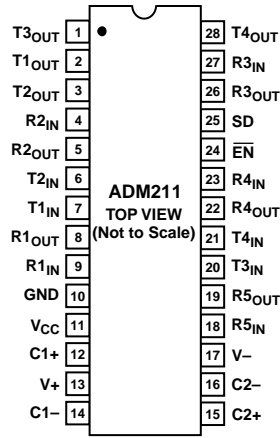 T3OUT 1 28 T4OUT
T1OUT 2 27 R3IN
T2OUT 3 26 R3OUT
R2IN 4 25 SD
R2OUT 5 24 E̅N̅
T2IN 6 23 R4IN
ADM211
T1IN 7 22 R4OUT
TOP VIEW
(Not to Scale)
R1OUT 8 21 T4IN
R1IN 9 20 T3IN
GND 10 19 R5OUT
VCC 11 18 R5IN
C1+ 12 17 V–
V+ 13 16 C2–
C1– 14 15 C2+